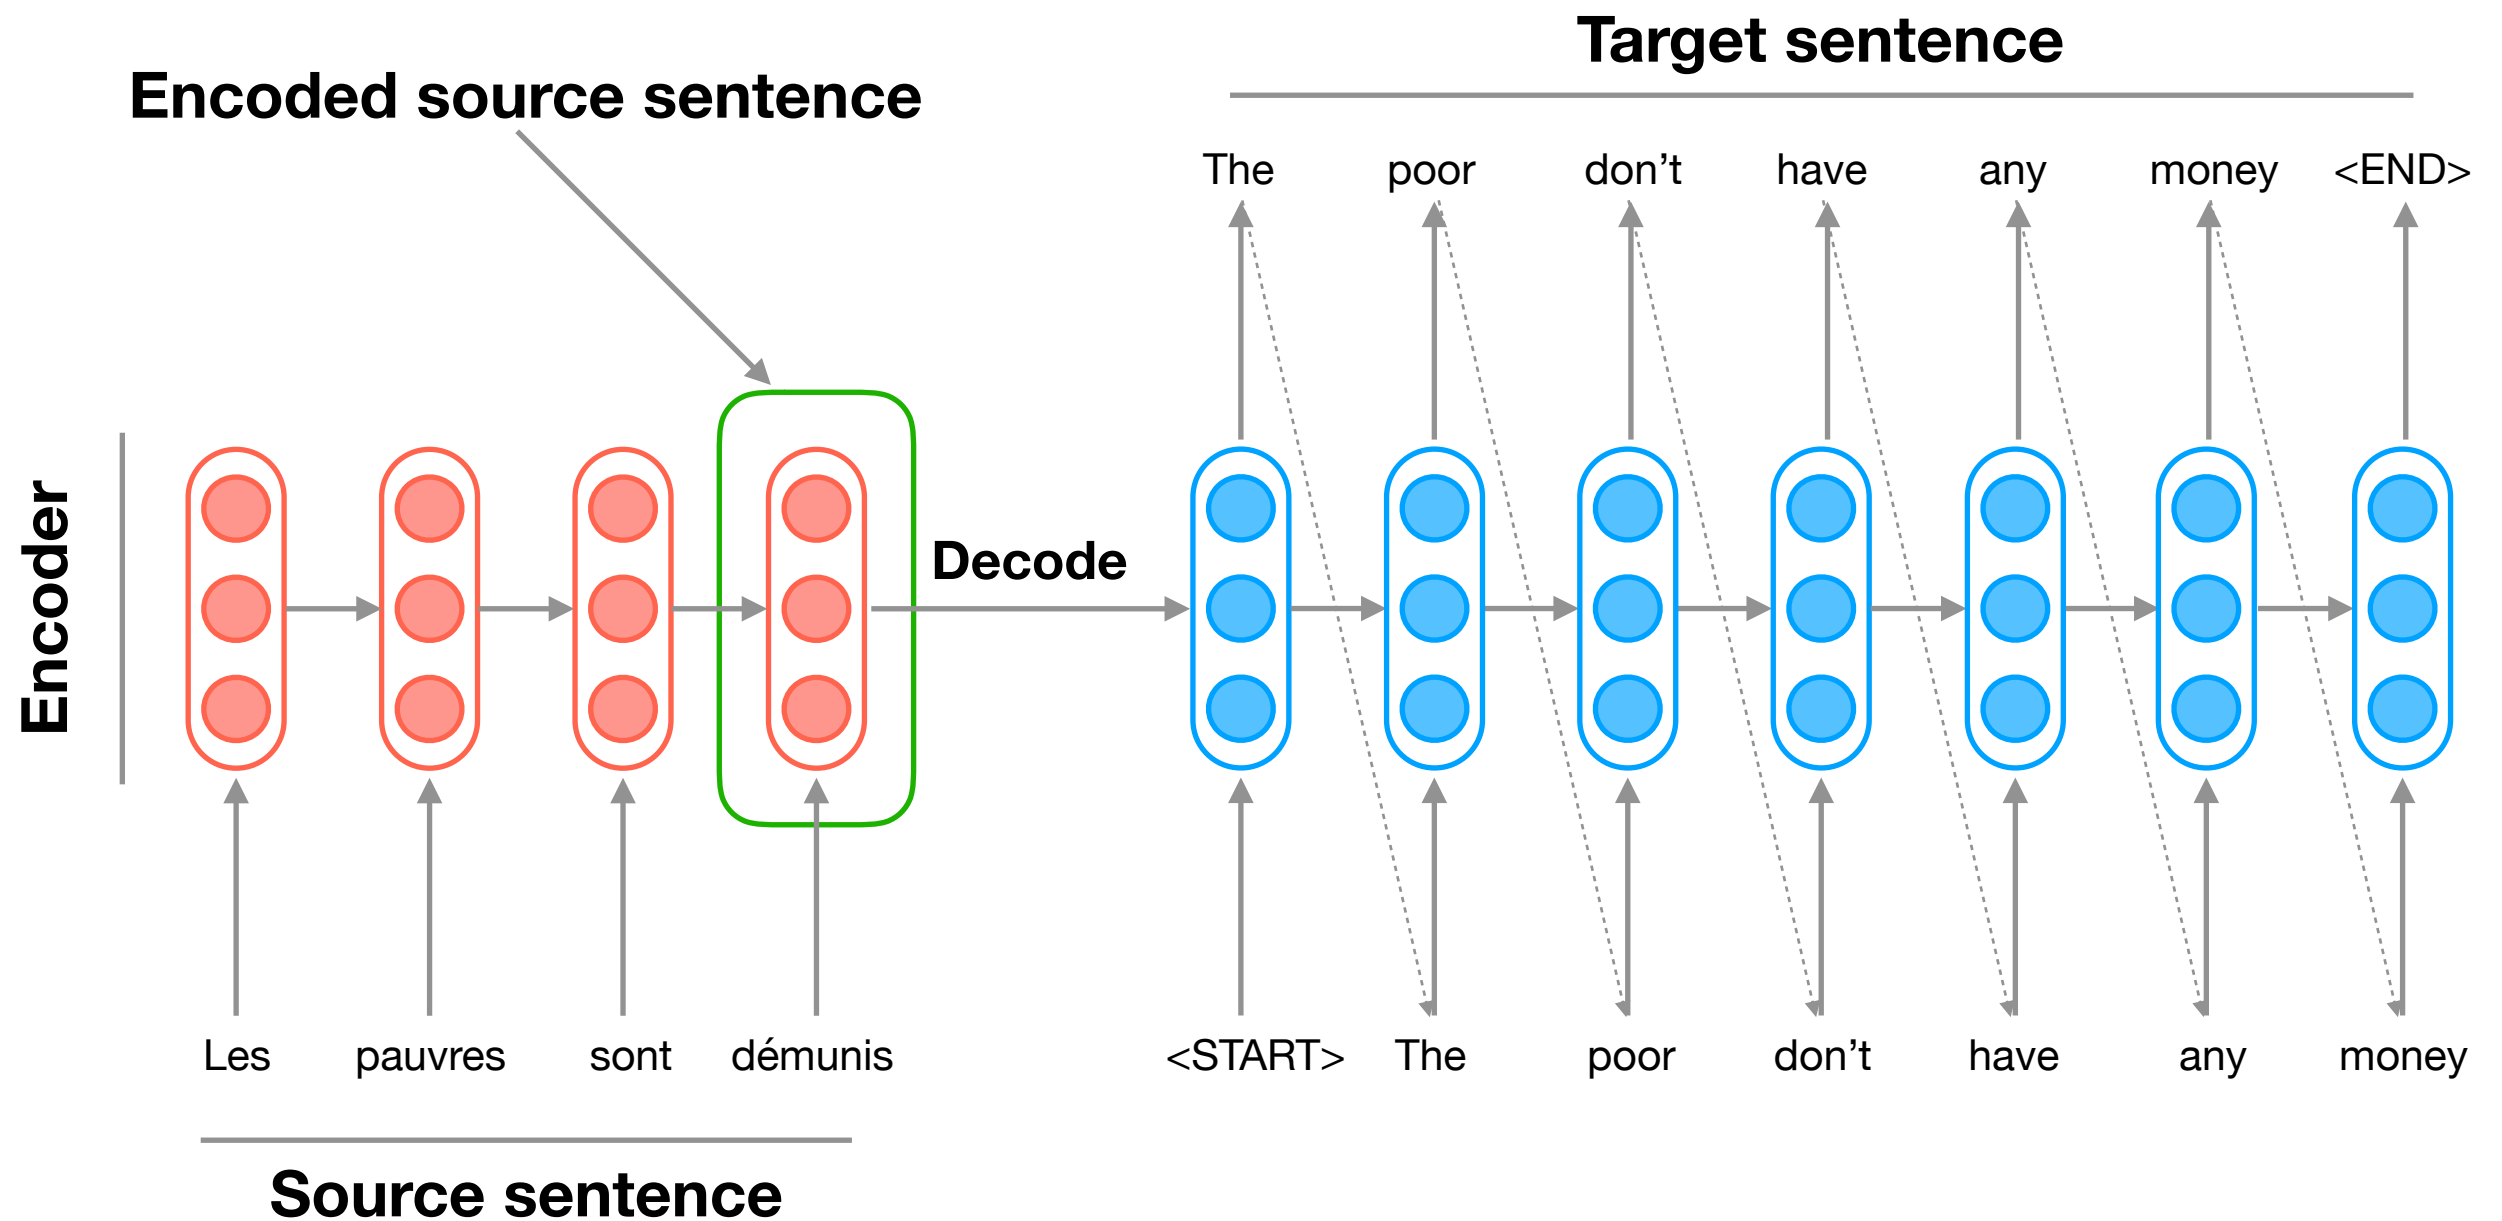 Target sentence
Encoded source sentence
The poor don't have any money <END>
Encoder
Decode
Les pauvres sont démunis <START> The poor don't have any money
Source sentence